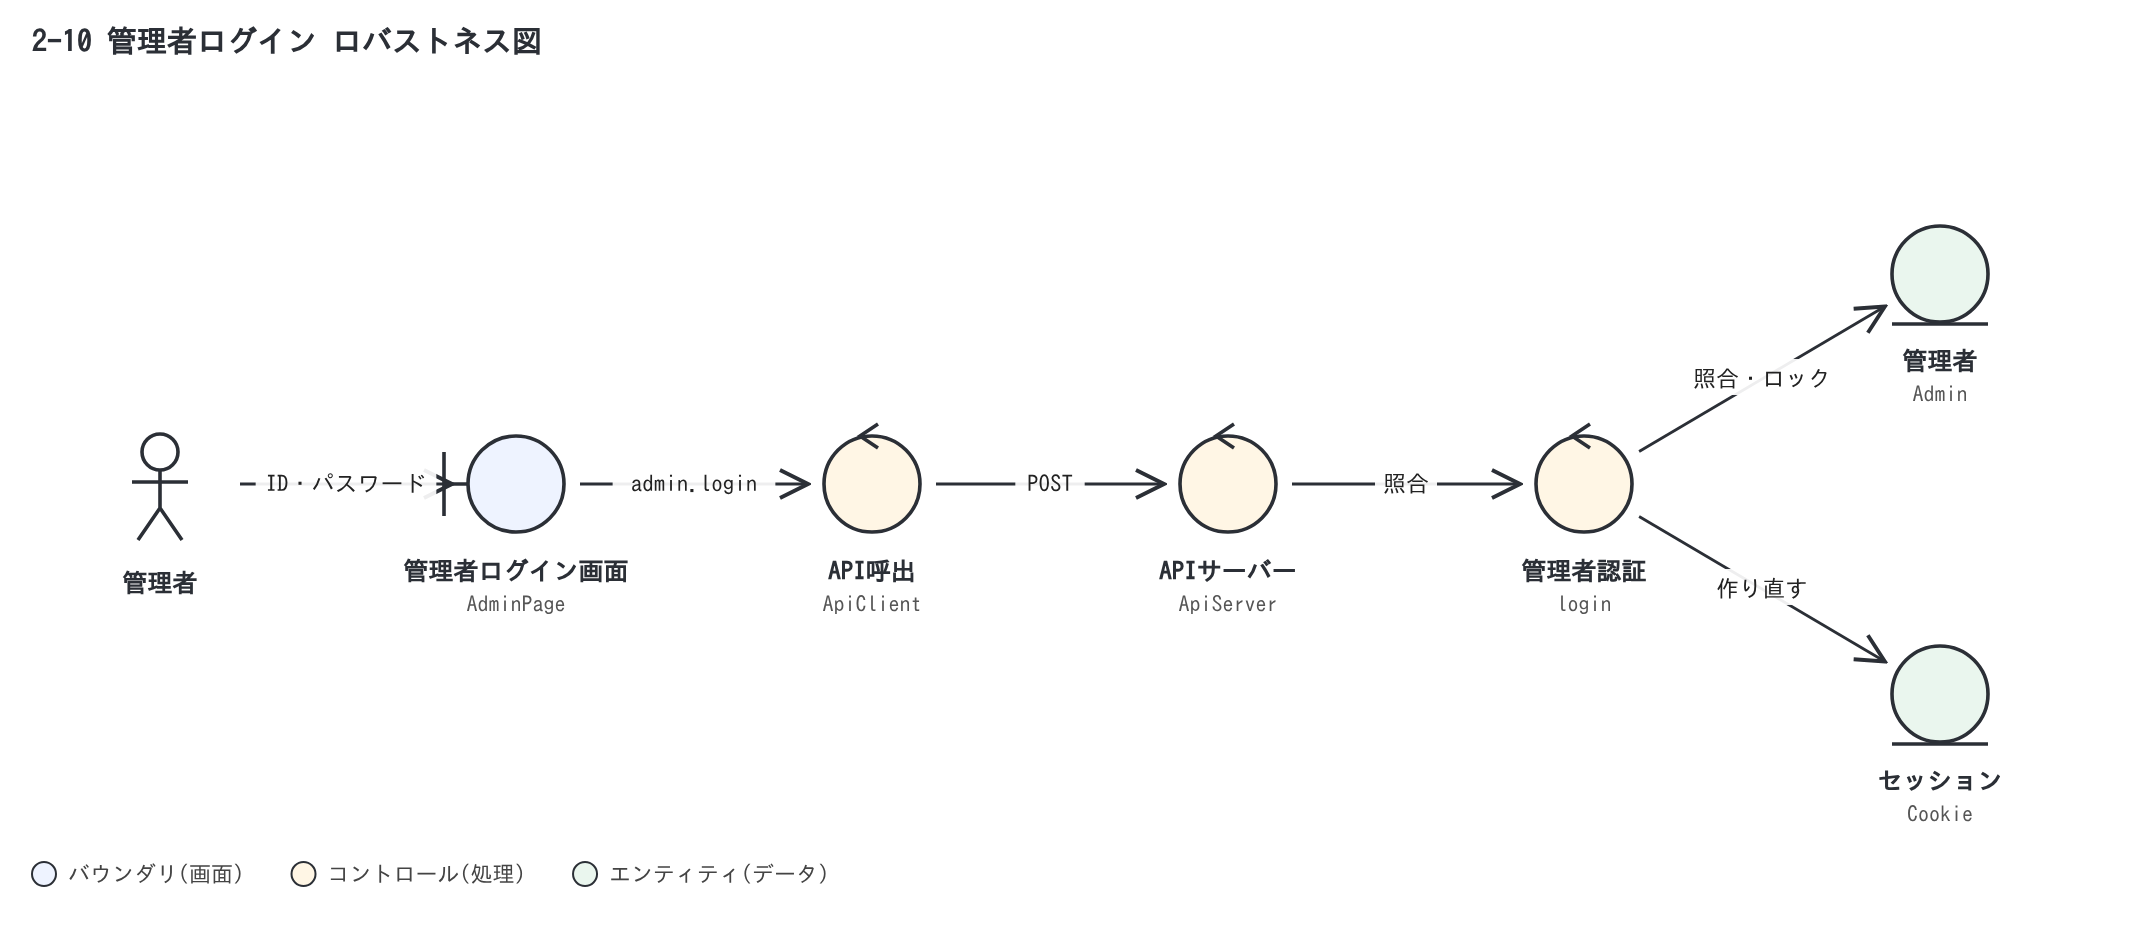 2-10 管理者ログイン ロバストネス図
管理者
Admin
照合・ロック
ID・パスワード
admin.login
POST
照合
管理者
管理者ログイン画面
AdminPage
API呼出
ApiClient
APIサーバー
ApiServer
管理者認証
login
作り直す
セッション
Cookie
バウンダリ(画面)
コントロール(処理)
エンティティ(データ)